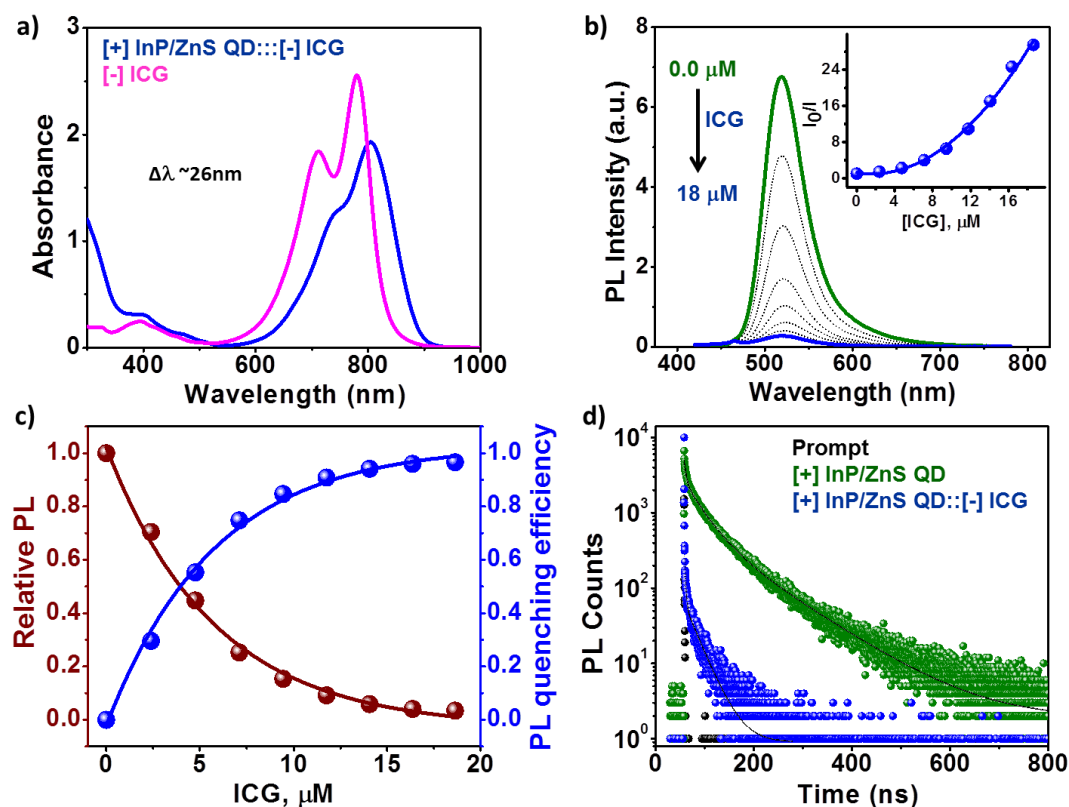 a)
[+] InP/ZnS QD:::[-] ICG
[-] ICG
Δλ ~26nm
Absorbance
3
2
1
0
400 600 800 1000
Wavelength (nm)
b)
0.0 μM
ICG
18 μM
PL Intensity (a.u.)
8
6
4
2
0
400 500 600 700 800
Wavelength (nm)
I0/I
24
16
8
0
0 4 8 12 16
[ICG], μM
c)
Relative PL
1.0
0.8
0.6
0.4
0.2
0.0
PL quenching efficiency
1.0
0.8
0.6
0.4
0.2
0.0
0 5 10 15 20
ICG, μM
d)
Prompt
[+] InP/ZnS QD
[+] InP/ZnS QD::[-] ICG
PL Counts
10^4
10^3
10^2
10^1
10^0
0 200 400 600 800
Time (ns)